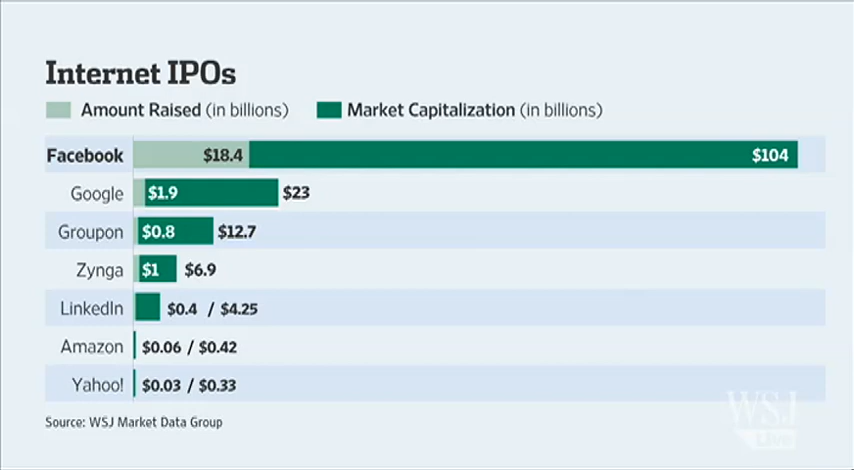 Internet IPOs
Amount Raised (in billions) Market Capitalization (in billions)
Facebook $18.4 $104
Google $1.9 $23
Groupon $0.8 $12.7
Zynga $1 $6.9
LinkedIn $0.4 / $4.25
Amazon $0.06 / $0.42
Yahoo! $0.03 / $0.33
Source: WSJ Market Data Group
WSJ
LIVE